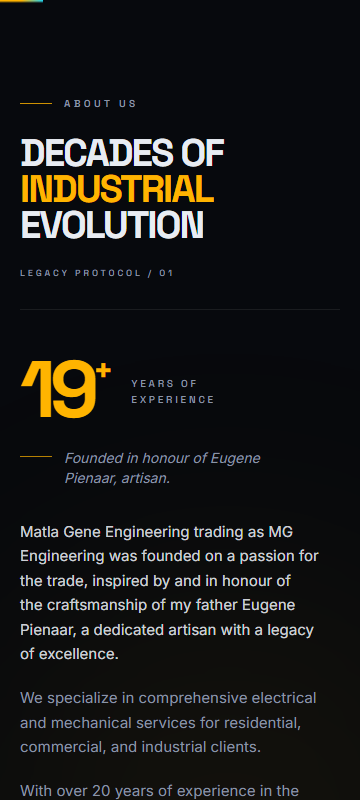 ABOUT US
DECADES OF
INDUSTRIAL
EVOLUTION
LEGACY PROTOCOL / 01
19+
YEARS OF
EXPERIENCE
Founded in honour of Eugene
Pienaar, artisan.
Matla Gene Engineering trading as MG
Engineering was founded on a passion for
the trade, inspired by and in honour of
the craftsmanship of my father Eugene
Pienaar, a dedicated artisan with a legacy
of excellence.
We specialize in comprehensive electrical
and mechanical services for residential,
commercial, and industrial clients.
With over 20 years of experience in the